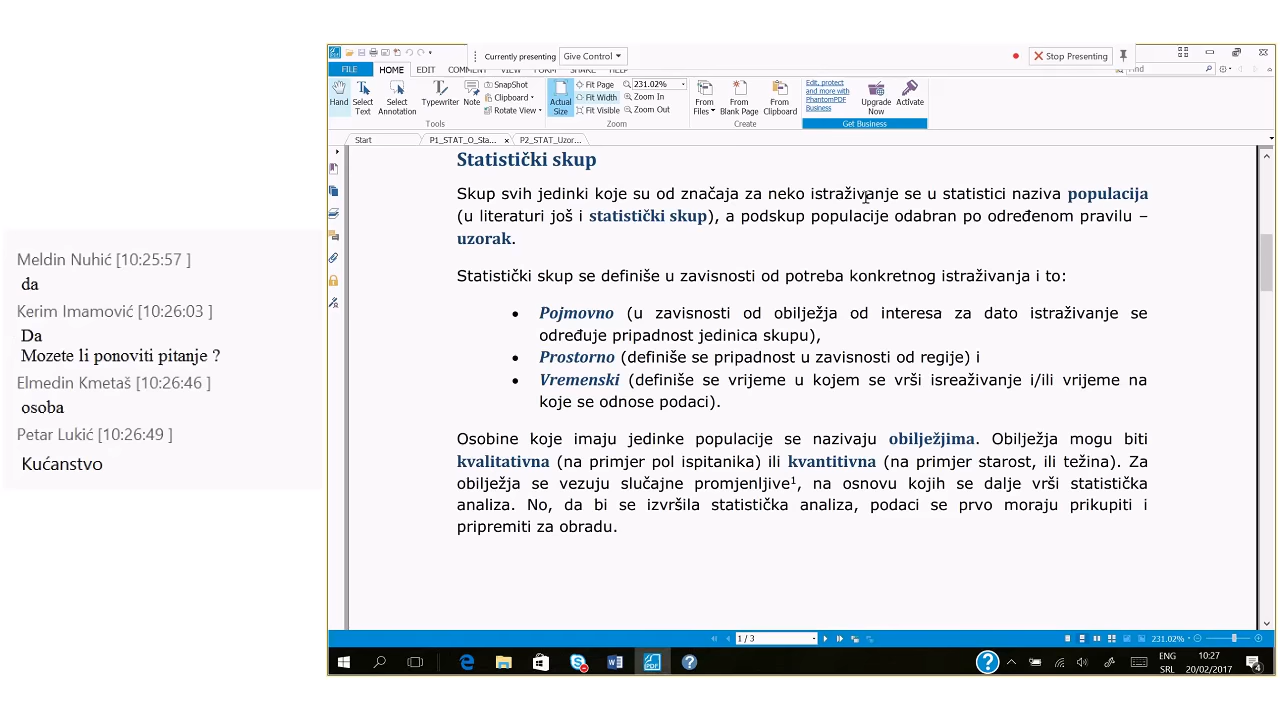 Meldin Nuhić [10:25:57 ]
da
Kerim Imamović [10:26:03 ]
Da
Mozete li ponoviti pitanje ?
Elmedin Kmetaš [10:26:46 ]
osoba
Petar Lukić [10:26:49 ]
Kućanstvo
Currently presenting
Give Control
Stop Presenting
FILE
HOME
EDIT
COMMENT
VIEW
FORM
SHARE
HELP
Find
Hand
Select Text
Select Annotation
Typewriter
Note
SnapShot
Clipboard
Rotate View
Tools
Actual Size
Fit Page
Fit Width
Fit Visible
231.02%
Zoom In
Zoom Out
Zoom
From Files
From Blank Page
From Clipboard
Create
Edit, protect
and more with
PhantomPDF
Business
Upgrade Now
Activate
Get Business
Start
P1_STAT_O_Sta...
P2_STAT_Uzor...
Statistički skup
Skup svih jedinki koje su od značaja za neko istraživanje se u statistici naziva populacija
(u literaturi još i statistički skup), a podskup populacije odabran po određenom pravilu –
uzorak.
Statistički skup se definiše u zavisnosti od potreba konkretnog istraživanja i to:
• Pojmovno (u zavisnosti od obilježja od interesa za dato istraživanje se
određuje pripadnost jedinica skupu),
• Prostorno (definiše se pripadnost u zavisnosti od regije) i
• Vremenski (definiše se vrijeme u kojem se vrši isreaživanje i/ili vrijeme na
koje se odnose podaci).
Osobine koje imaju jedinke populacije se nazivaju obilježjima. Obilježja mogu biti
kvalitativna (na primjer pol ispitanika) ili kvantitivna (na primjer starost, ili težina). Za
obilježja se vezuju slučajne promjenljive¹, na osnovu kojih se dalje vrši statistička
analiza. No, da bi se izvršila statistička analiza, podaci se prvo moraju prikupiti i
pripremiti za obradu.
1 / 3
231.02%
ENG
SRL
10:27
20/02/2017
4